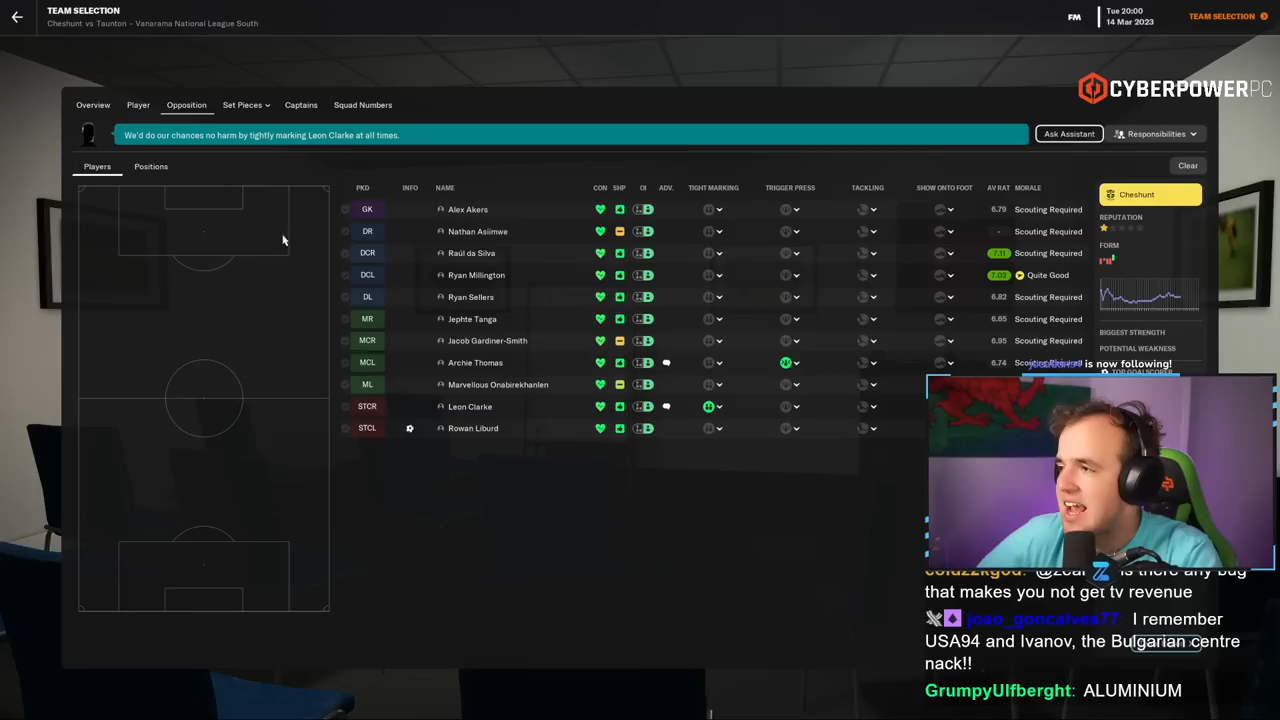 TEAM SELECTION
Cheshunt vs Taunton - Vanarama National League South
FM
Tue 20:00
14 Mar 2023
TEAM SELECTION
CYBERPOWERPC
Overview Player Opposition Set Pieces Captains Squad Numbers
We'd do our chances no harm by tightly marking Leon Clarke at all times.
Ask Assistant
Responsibilities
Players Positions
Clear
PKD INFO NAME CON SHP OI ADV. TIGHT MARKING TRIGGER PRESS TACKLING SHOW ONTO FOOT AV RAT MORALE
GK Alex Akers 6.79 Scouting Required
DR Nathan Asiimwe - Scouting Required
DCR Raúl da Silva 7.11 Scouting Required
DCL Ryan Millington 7.02 Quite Good
DL Ryan Sellers 6.82 Scouting Required
MR Jephte Tanga 6.65 Scouting Required
MCR Jacob Gardiner-Smith 6.95 Scouting Required
MCL Archie Thomas 6.74
ML Marvellous Onabirekhanlen
STCR Leon Clarke
STCL Rowan Liburd
Cheshunt
REPUTATION
FORM
BIGGEST STRENGTH
POTENTIAL WEAKNESS
is now following!
is there any bug
that makes you not get tv revenue
joao_goncalves77: I remember
USA94 and Ivanov, the Bulgarian centre
nack!!
GrumpyUlfberght: ALUMINIUM